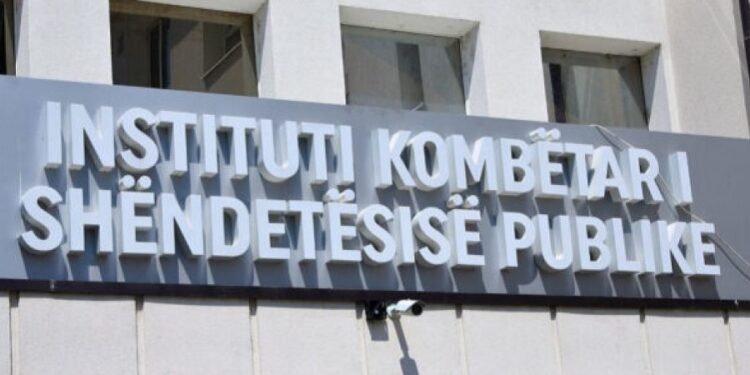 INSTITUTI KOMBËTAR I
SHËNDETËSISË PUBLIKE